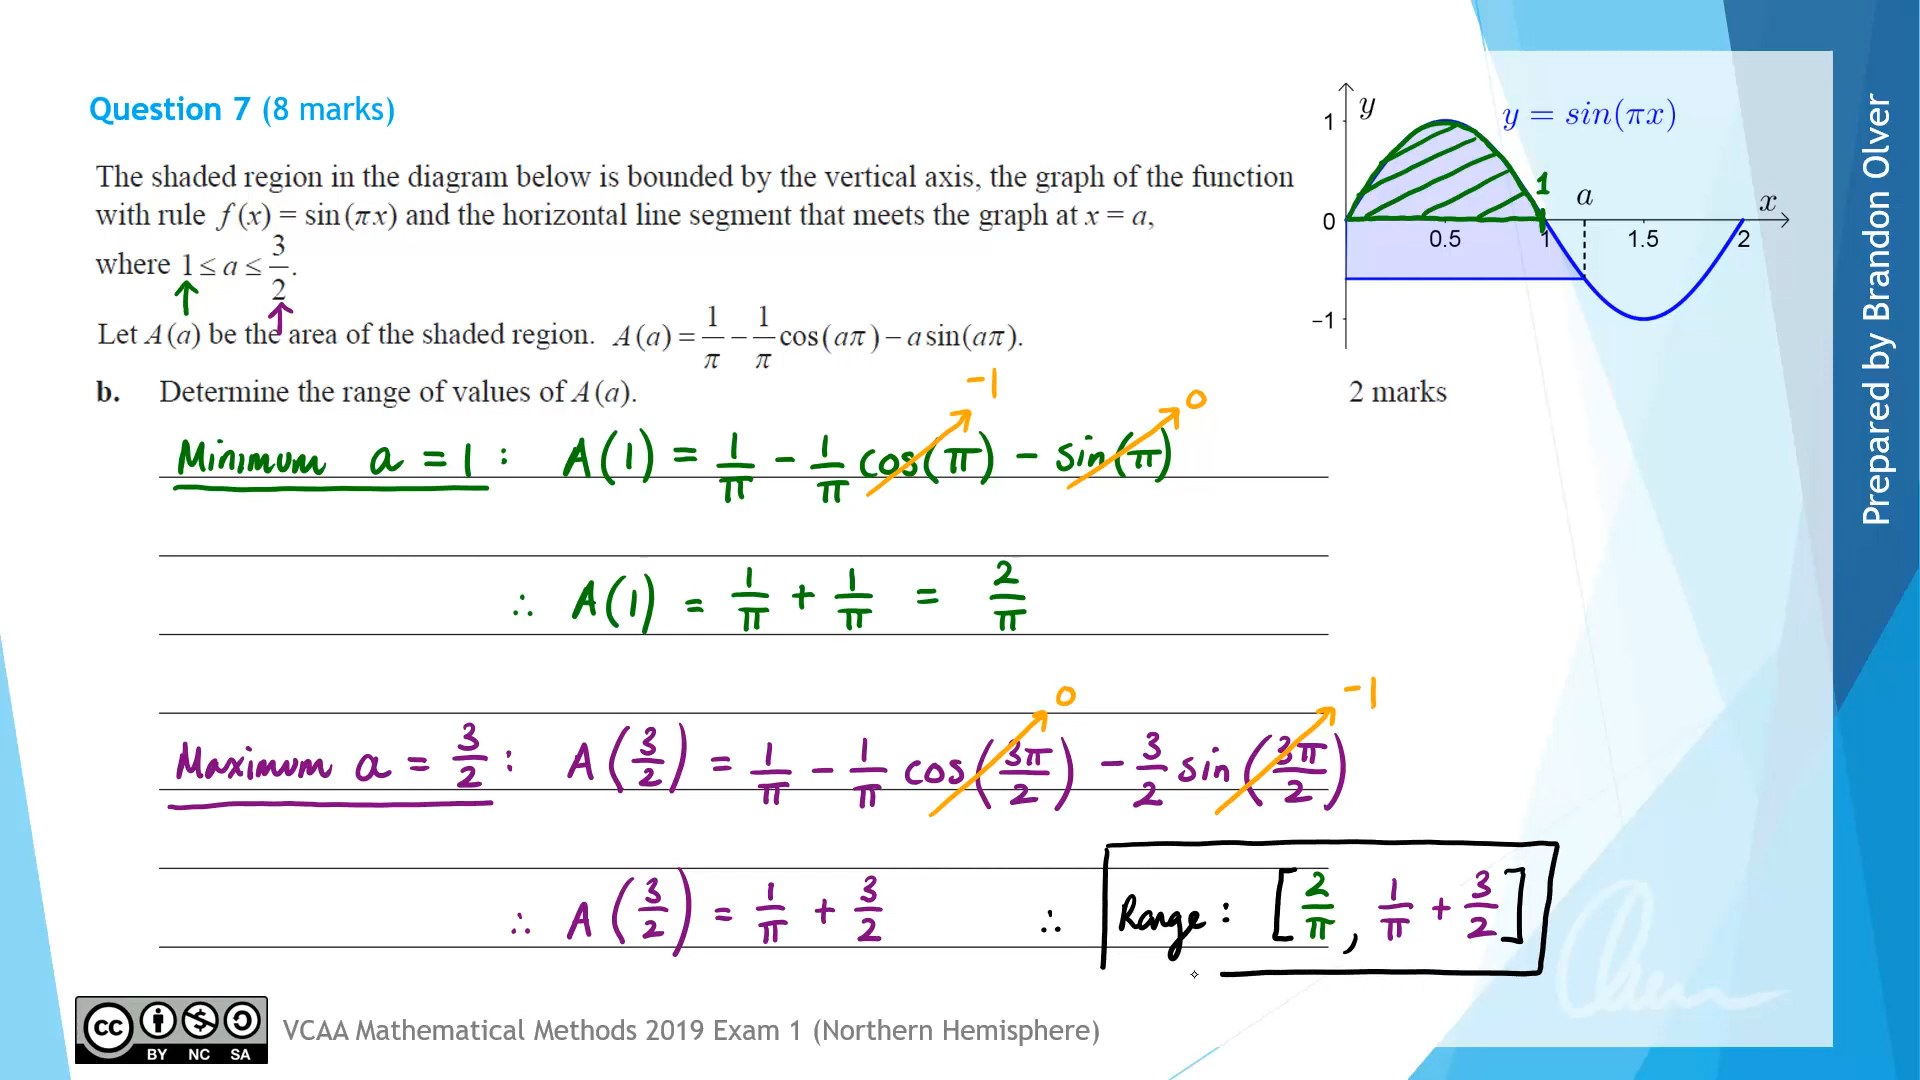 Question 7 (8 marks)
The shaded region in the diagram below is bounded by the vertical axis, the graph of the function
with rule f(x) = sin(πx) and the horizontal line segment that meets the graph at x = a,
where 1 ≤ a ≤ 3/2.
Let A(a) be the area of the shaded region. A(a) = 1/π − 1/π cos(aπ) − a sin(aπ).
b. Determine the range of values of A(a). 2 marks
y
y = sin(πx)
1
1
a
x
0
0.5
1
1.5
2
−1
−1
0
Minimum a = 1 : A(1) = 1/π − 1/π cos(π) − sin(π)
∴ A(1) = 1/π + 1/π = 2/π
0
−1
Maximum a = 3/2 : A(3/2) = 1/π − 1/π cos(3π/2) − 3/2 sin(3π/2)
∴ A(3/2) = 1/π + 3/2 ∴ Range : [2/π, 1/π + 3/2]
cc BY NC SA
VCAA Mathematical Methods 2019 Exam 1 (Northern Hemisphere)
Prepared by Brandon Olver